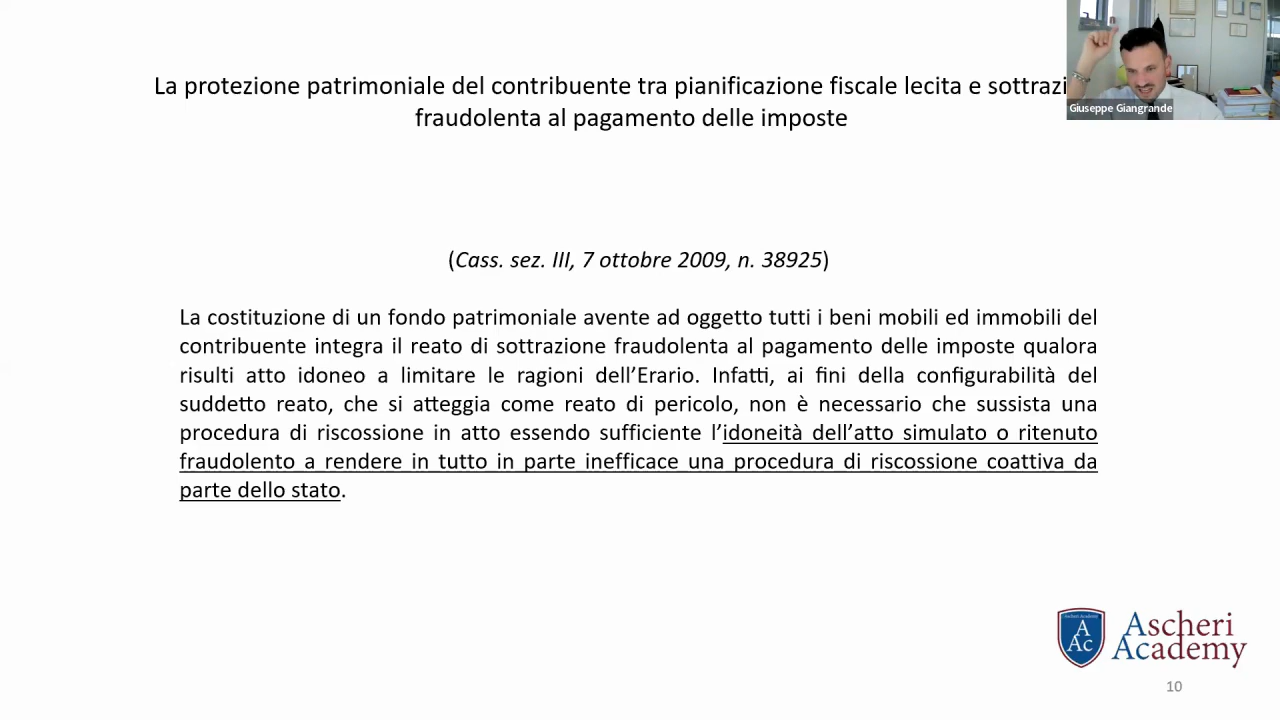 La protezione patrimoniale del contribuente tra pianificazione fiscale lecita e sottrazi
fraudolenta al pagamento delle imposte
Giuseppe Giangrande
(Cass. sez. III, 7 ottobre 2009, n. 38925)
La costituzione di un fondo patrimoniale avente ad oggetto tutti i beni mobili ed immobili del
contribuente integra il reato di sottrazione fraudolenta al pagamento delle imposte qualora
risulti atto idoneo a limitare le ragioni dell’Erario. Infatti, ai fini della configurabilità del
suddetto reato, che si atteggia come reato di pericolo, non è necessario che sussista una
procedura di riscossione in atto essendo sufficiente l’idoneità dell’atto simulato o ritenuto
fraudolento a rendere in tutto in parte inefficace una procedura di riscossione coattiva da
parte dello stato.
Ascheri Academy
A
Ac
Ascheri
Academy
10